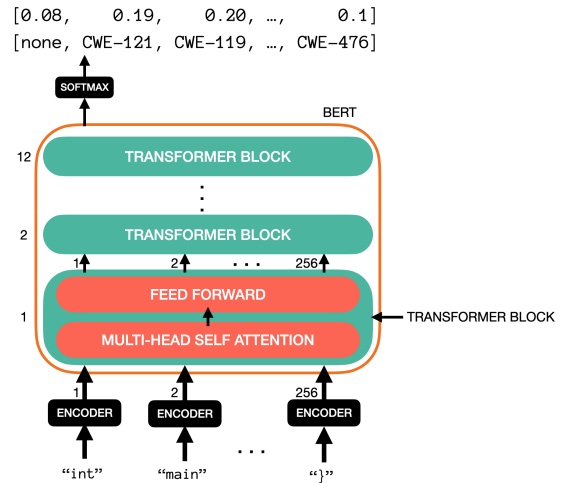 [0.08, 0.19, 0.20, …, 0.1]
[none, CWE-121, CWE-119, …, CWE-476]
SOFTMAX
BERT
12 TRANSFORMER BLOCK
2 TRANSFORMER BLOCK
1 2 ... 256
FEED FORWARD
1 TRANSFORMER BLOCK
MULTI-HEAD SELF ATTENTION
1 2 256
ENCODER ENCODER ENCODER
...
“int” “main” “}”